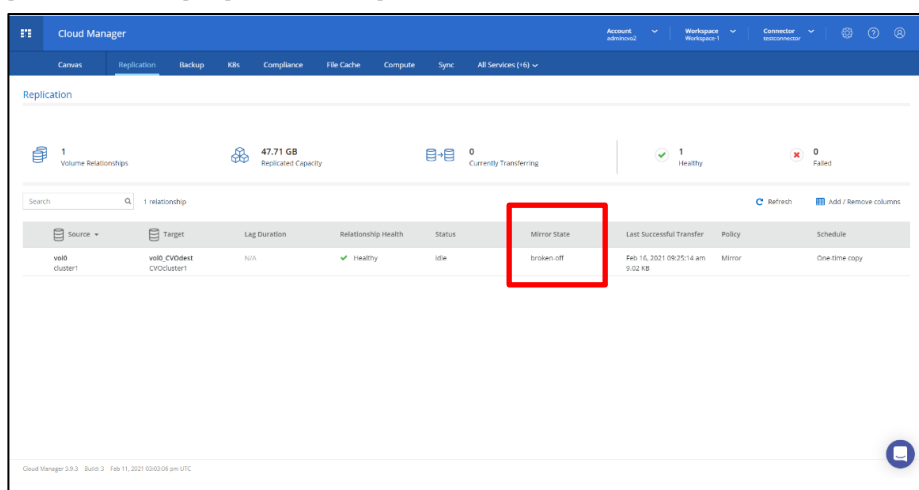 Cloud Manager
Account
adminovo2
Workspace
Workspace-1
Connector
testconnector
Canvas Replication Backup K8s Compliance File Cache Compute Sync All Services (+6)
Replication
1
Volume Relationships
47.71 GB
Replicated Capacity
0
Currently Transferring
1
Healthy
0
Failed
Search
1 relationship
Refresh
Add / Remove columns
Source Target Lag Duration Relationship Health Status Mirror State Last Successful Transfer Policy Schedule
vol0
cluster1
vol0_CVOdest
CVOcluster1
N/A
Healthy
idle
broken-off
Feb 16, 2021 09:25:14 am
9.02 KB
Mirror
One-time copy
Cloud Manager 3.9.3 Build: 3 Feb 11, 2021 03:02:09 pm UTC